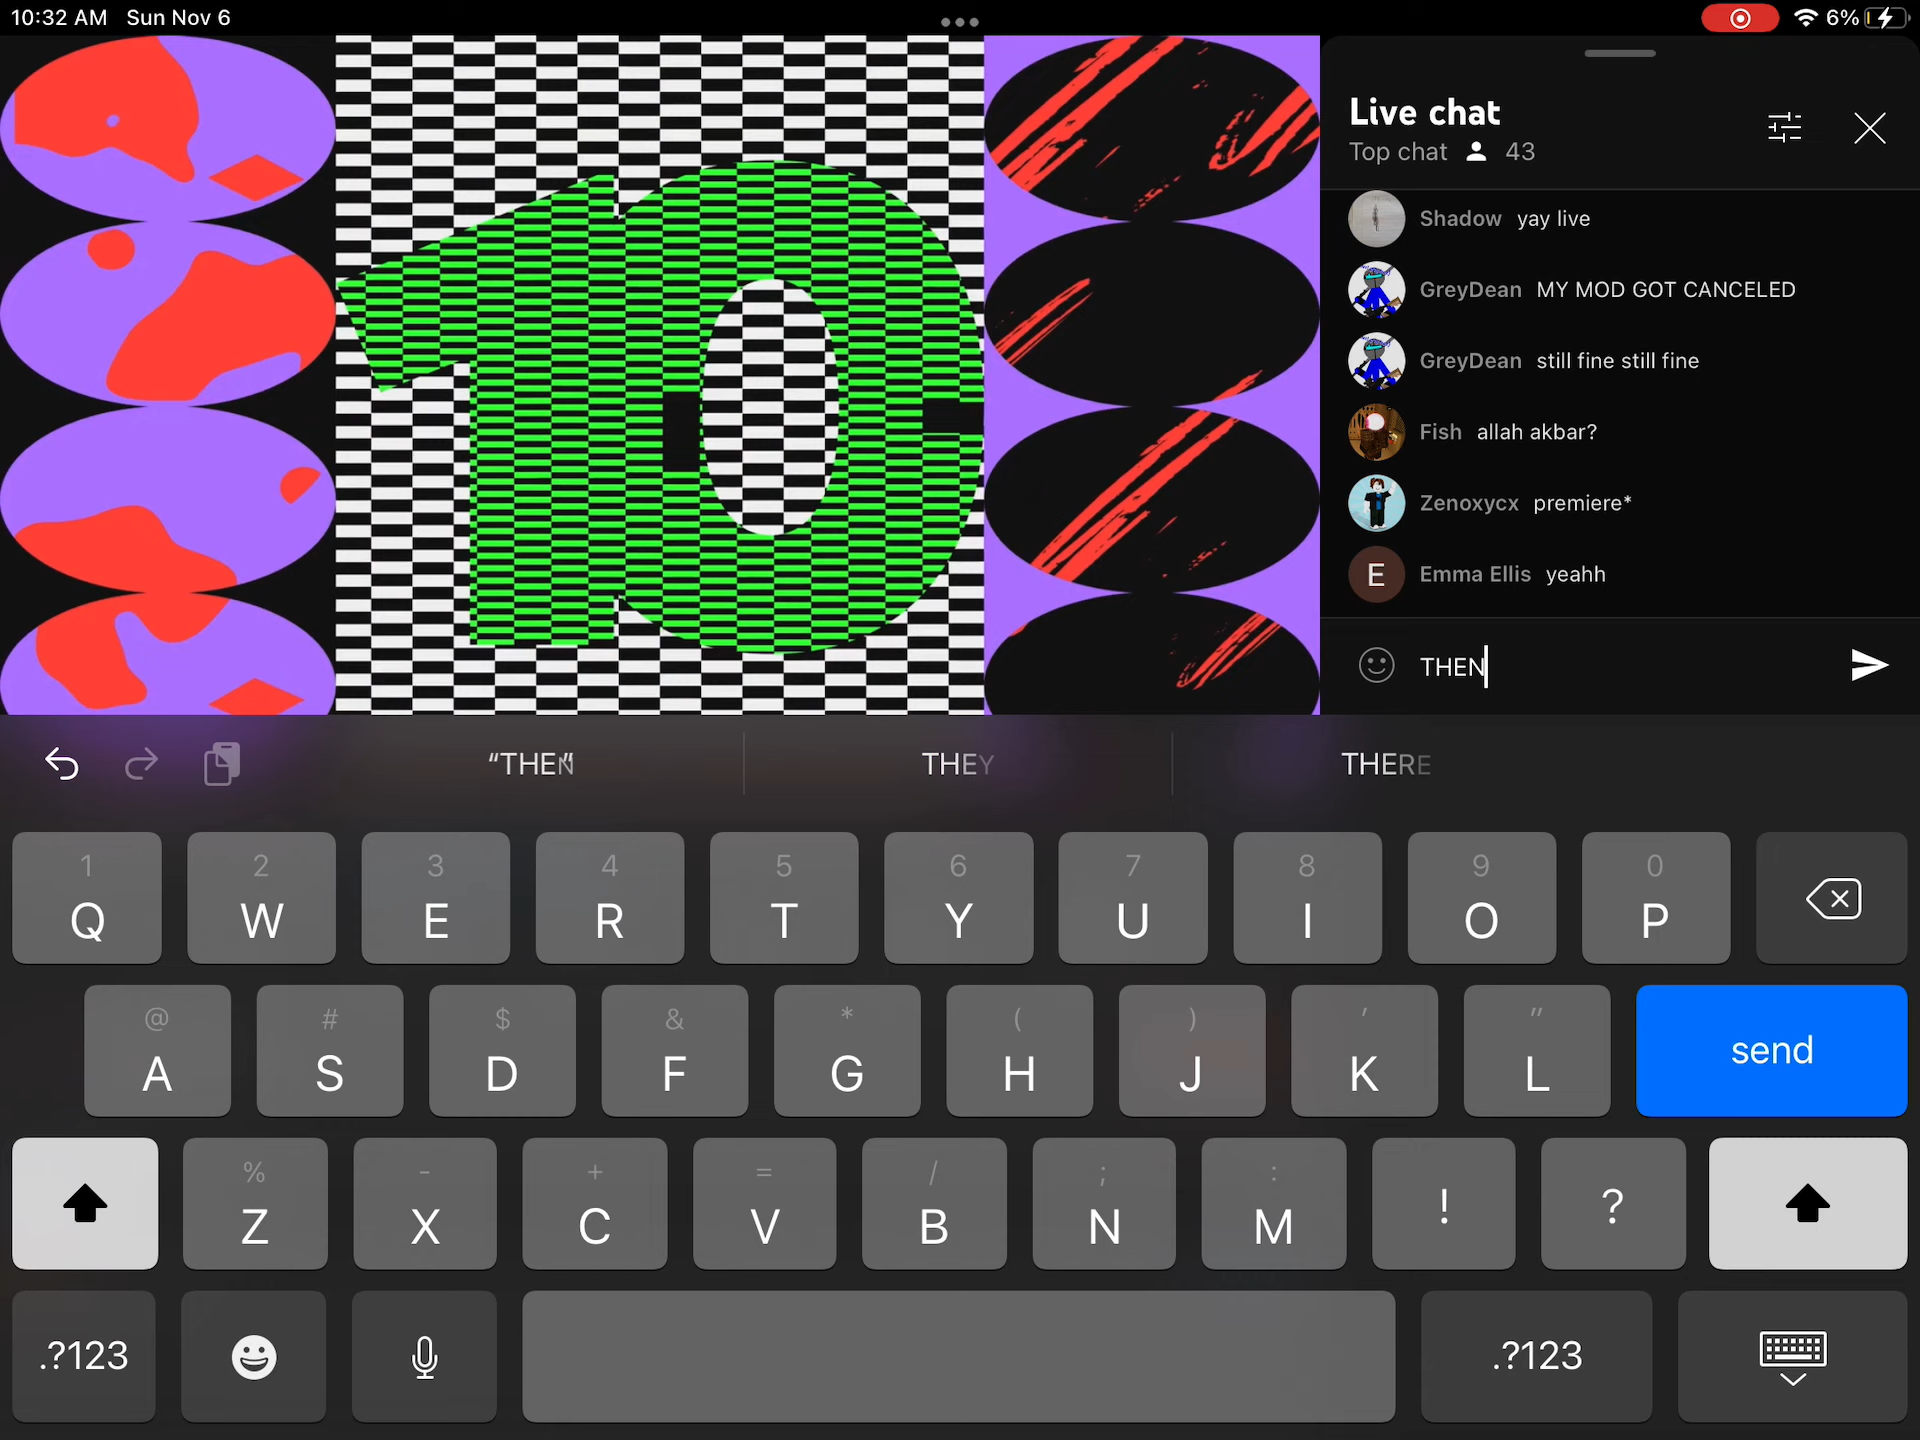 10:32 AM Sun Nov 6
6%
10
Live chat
Top chat 43
Shadow yay live
GreyDean MY MOD GOT CANCELED
GreyDean still fine still fine
Fish allah akbar?
Zenoxycx premiere*
E Emma Ellis yeahh
THEN
“THEN” THEY THERE
1 2 3 4 5 6 7 8 9 0
Q W E R T Y U I O P
@ # $ & * ( ) ' "
A S D F G H J K L send
% - + = / ; :
Z X C V B N M ! ?
.?123 .?123